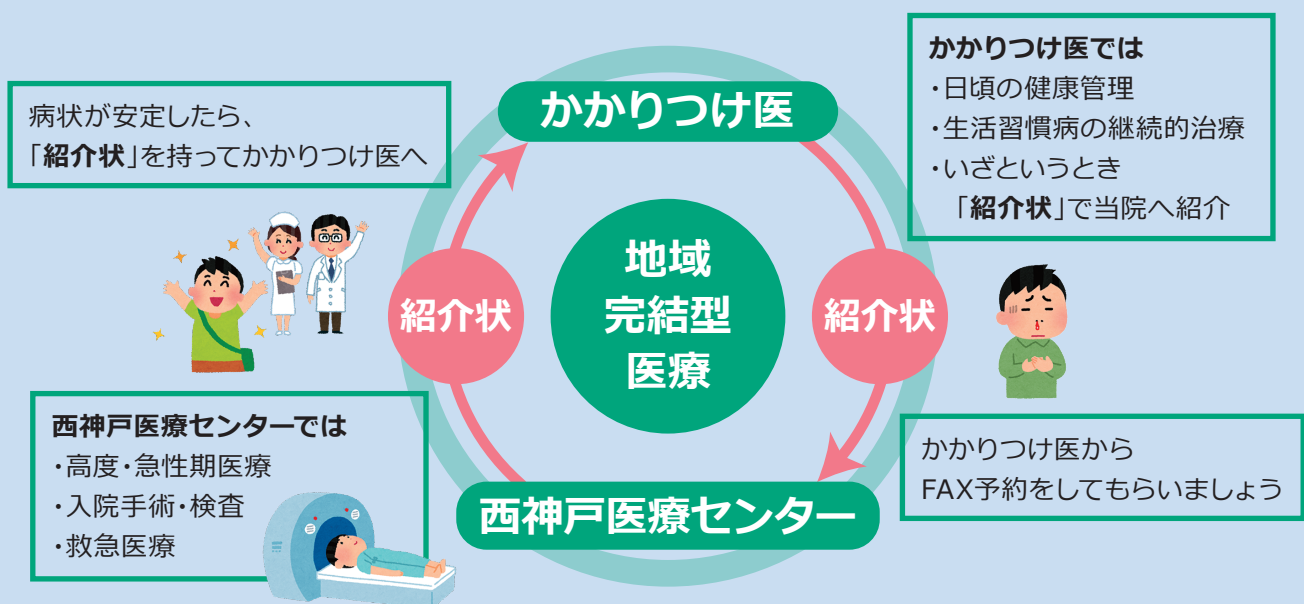 病状が安定したら、
「紹介状」を持ってかかりつけ医へ
かかりつけ医
かかりつけ医では
・日頃の健康管理
・生活習慣病の継続的治療
・いざというとき
「紹介状」で当院へ紹介
紹介状
地域
完結型
医療
紹介状
西神戸医療センターでは
・高度・急性期医療
・入院手術・検査
・救急医療
西神戸医療センター
かかりつけ医から
FAX予約をしてもらいましょう